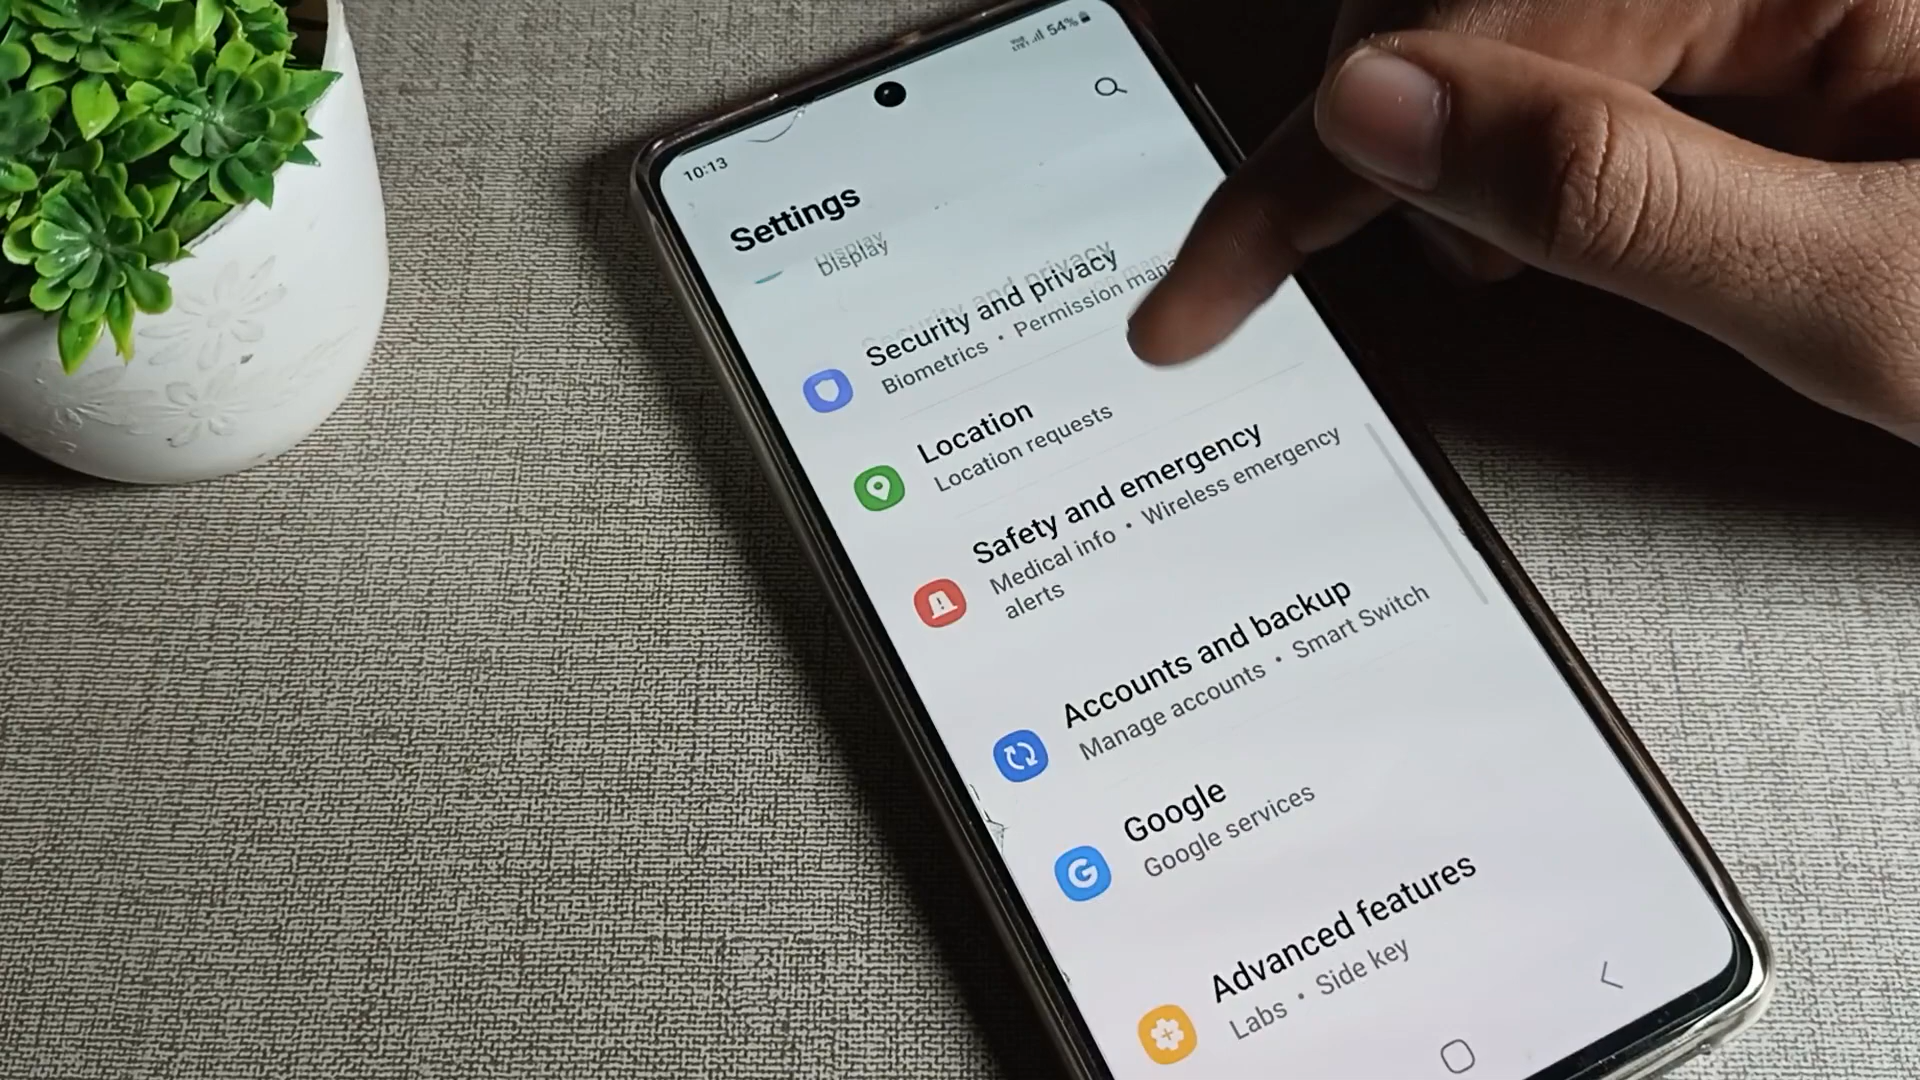 54%
10:13
Settings
Display
Security and privacy
Biometrics • Permission mana
Location
Location requests
Safety and emergency
Medical info • Wireless emergency
alerts
Accounts and backup
Manage accounts • Smart Switch
Google
Google services
Advanced features
Labs • Side key